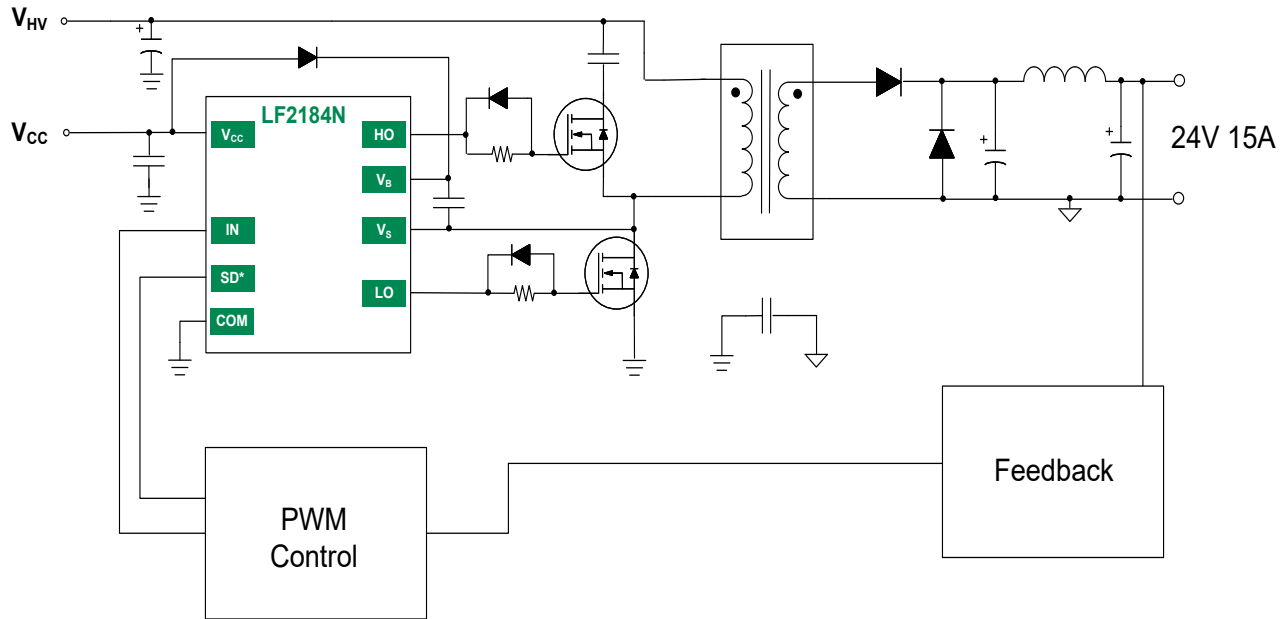 VHV
LF2184N
VCC
VCC
HO
VB
IN
VS
SD*
LO
COM
24V 15A
PWM
Control
Feedback